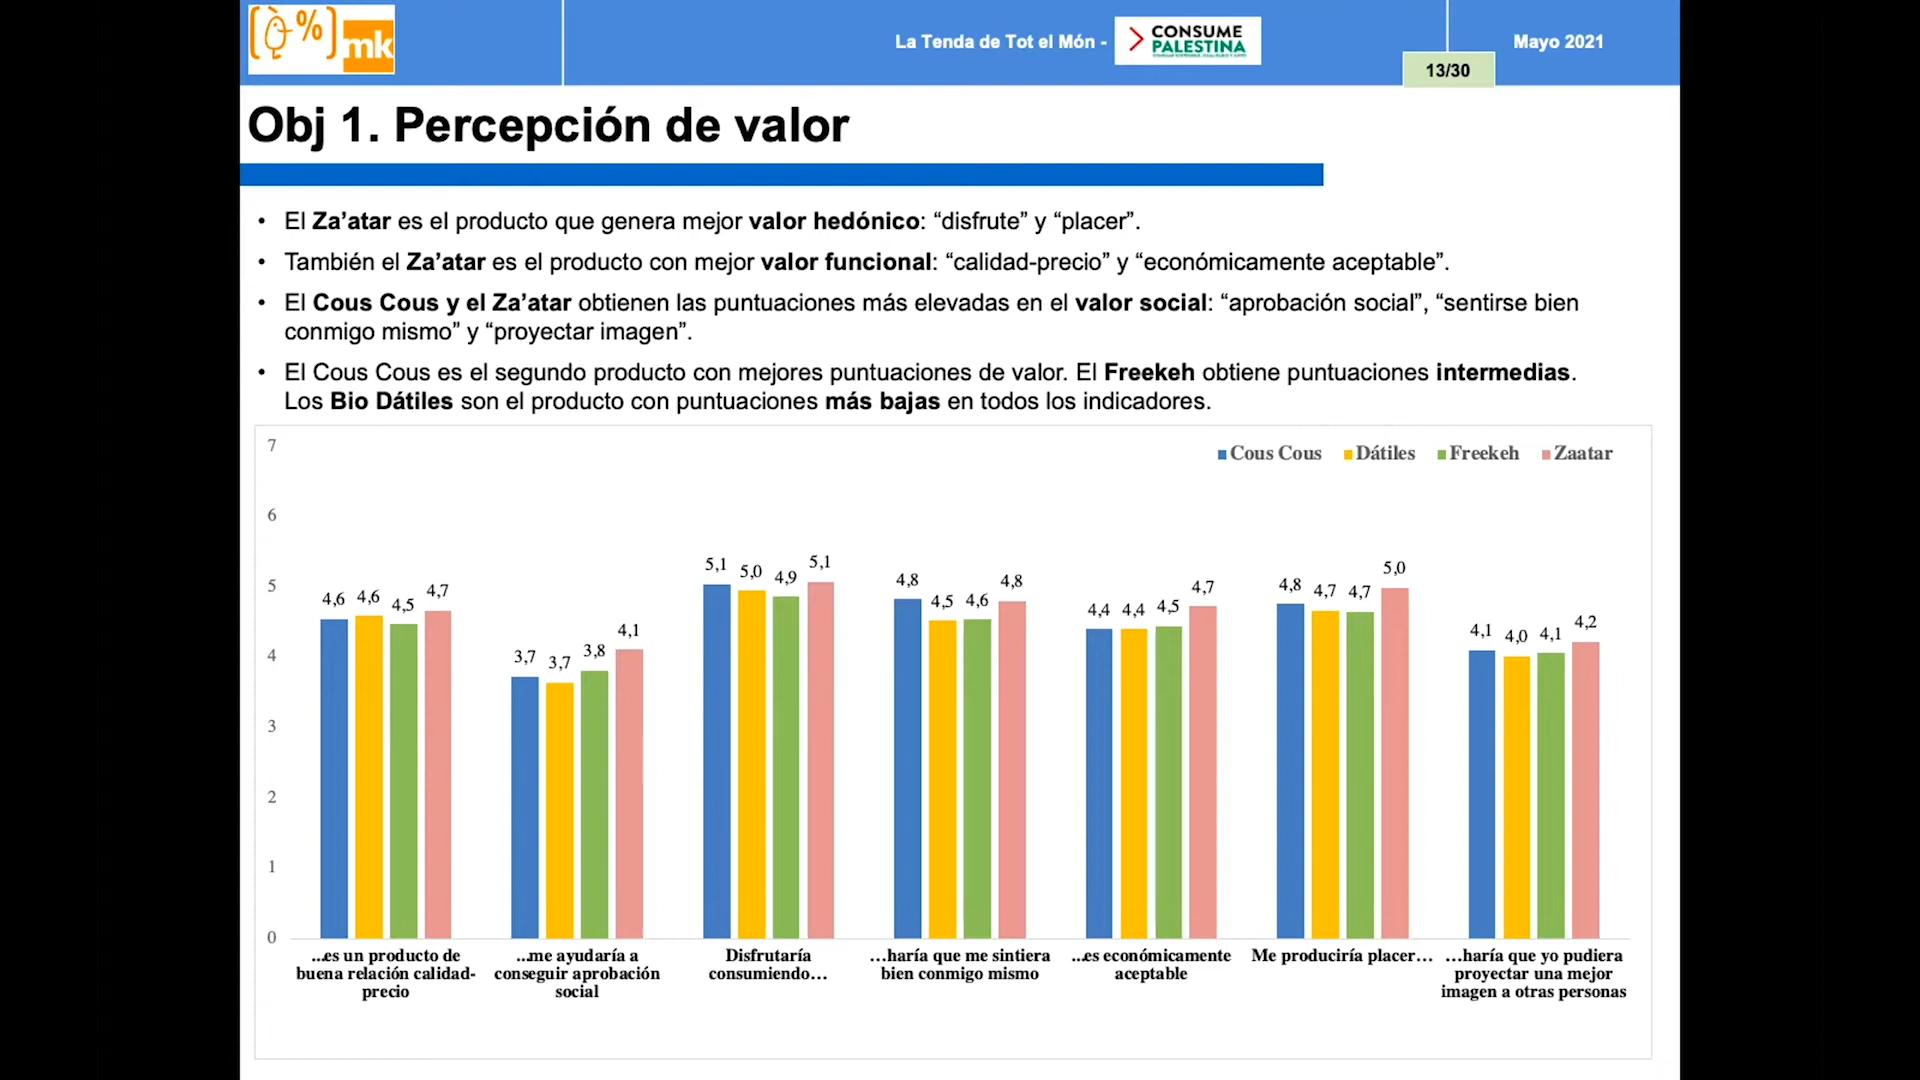 %
mk
La Tenda de Tot el Món -
CONSUME
PALESTINA
Mayo 2021
13/30
Obj 1. Percepción de valor
• El Za’atar es el producto que genera mejor valor hedónico: “disfrute” y “placer”.
• También el Za’atar es el producto con mejor valor funcional: “calidad-precio” y “económicamente aceptable”.
• El Cous Cous y el Za’atar obtienen las puntuaciones más elevadas en el valor social: “aprobación social”, “sentirse bien
conmigo mismo” y “proyectar imagen”.
• El Cous Cous es el segundo producto con mejores puntuaciones de valor. El Freekeh obtiene puntuaciones intermedias.
Los Bio Dátiles son el producto con puntuaciones más bajas en todos los indicadores.
Cous Cous Dátiles Freekeh Zaatar
7
6
5
4
3
2
1
0
4,6 4,6 4,5 4,7
3,7 3,7 3,8 4,1
5,1 5,0 4,9 5,1
4,8 4,5 4,6 4,8
4,4 4,4 4,5 4,7
4,8 4,7 4,7 5,0
4,1 4,0 4,1 4,2
...es un producto de
buena relación calidad-
precio
...me ayudaría a
conseguir aprobación
social
Disfrutaría
consumiendo…
…haría que me sintiera
bien conmigo mismo
...es económicamente
aceptable
Me produciría placer…
…haría que yo pudiera
proyectar una mejor
imagen a otras personas